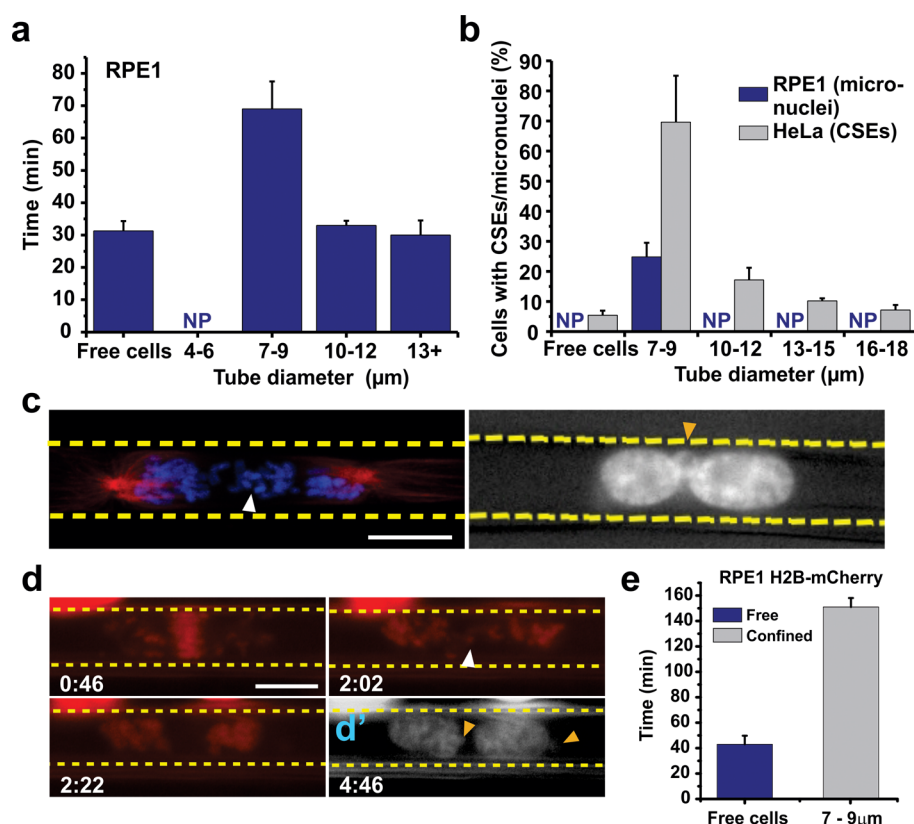 a
RPE1
Time (min)
80
70
60
50
40
30
20
10
0
NP
Free cells 4-6 7-9 10-12 13+
Tube diameter (µm)
b
Cells with CSEs/micronuclei (%)
90
80
70
60
50
40
30
20
10
0
RPE1 (micro-
nuclei)
HeLa (CSEs)
NP NP NP NP
Free cells 7-9 10-12 13-15 16-18
Tube diameter (µm)
c
d
0:46
2:02
2:22
d'
4:46
e
RPE1 H2B-mCherry
Time (min)
160
140
120
100
80
60
40
20
0
Free
Confined
Free cells 7 - 9µm